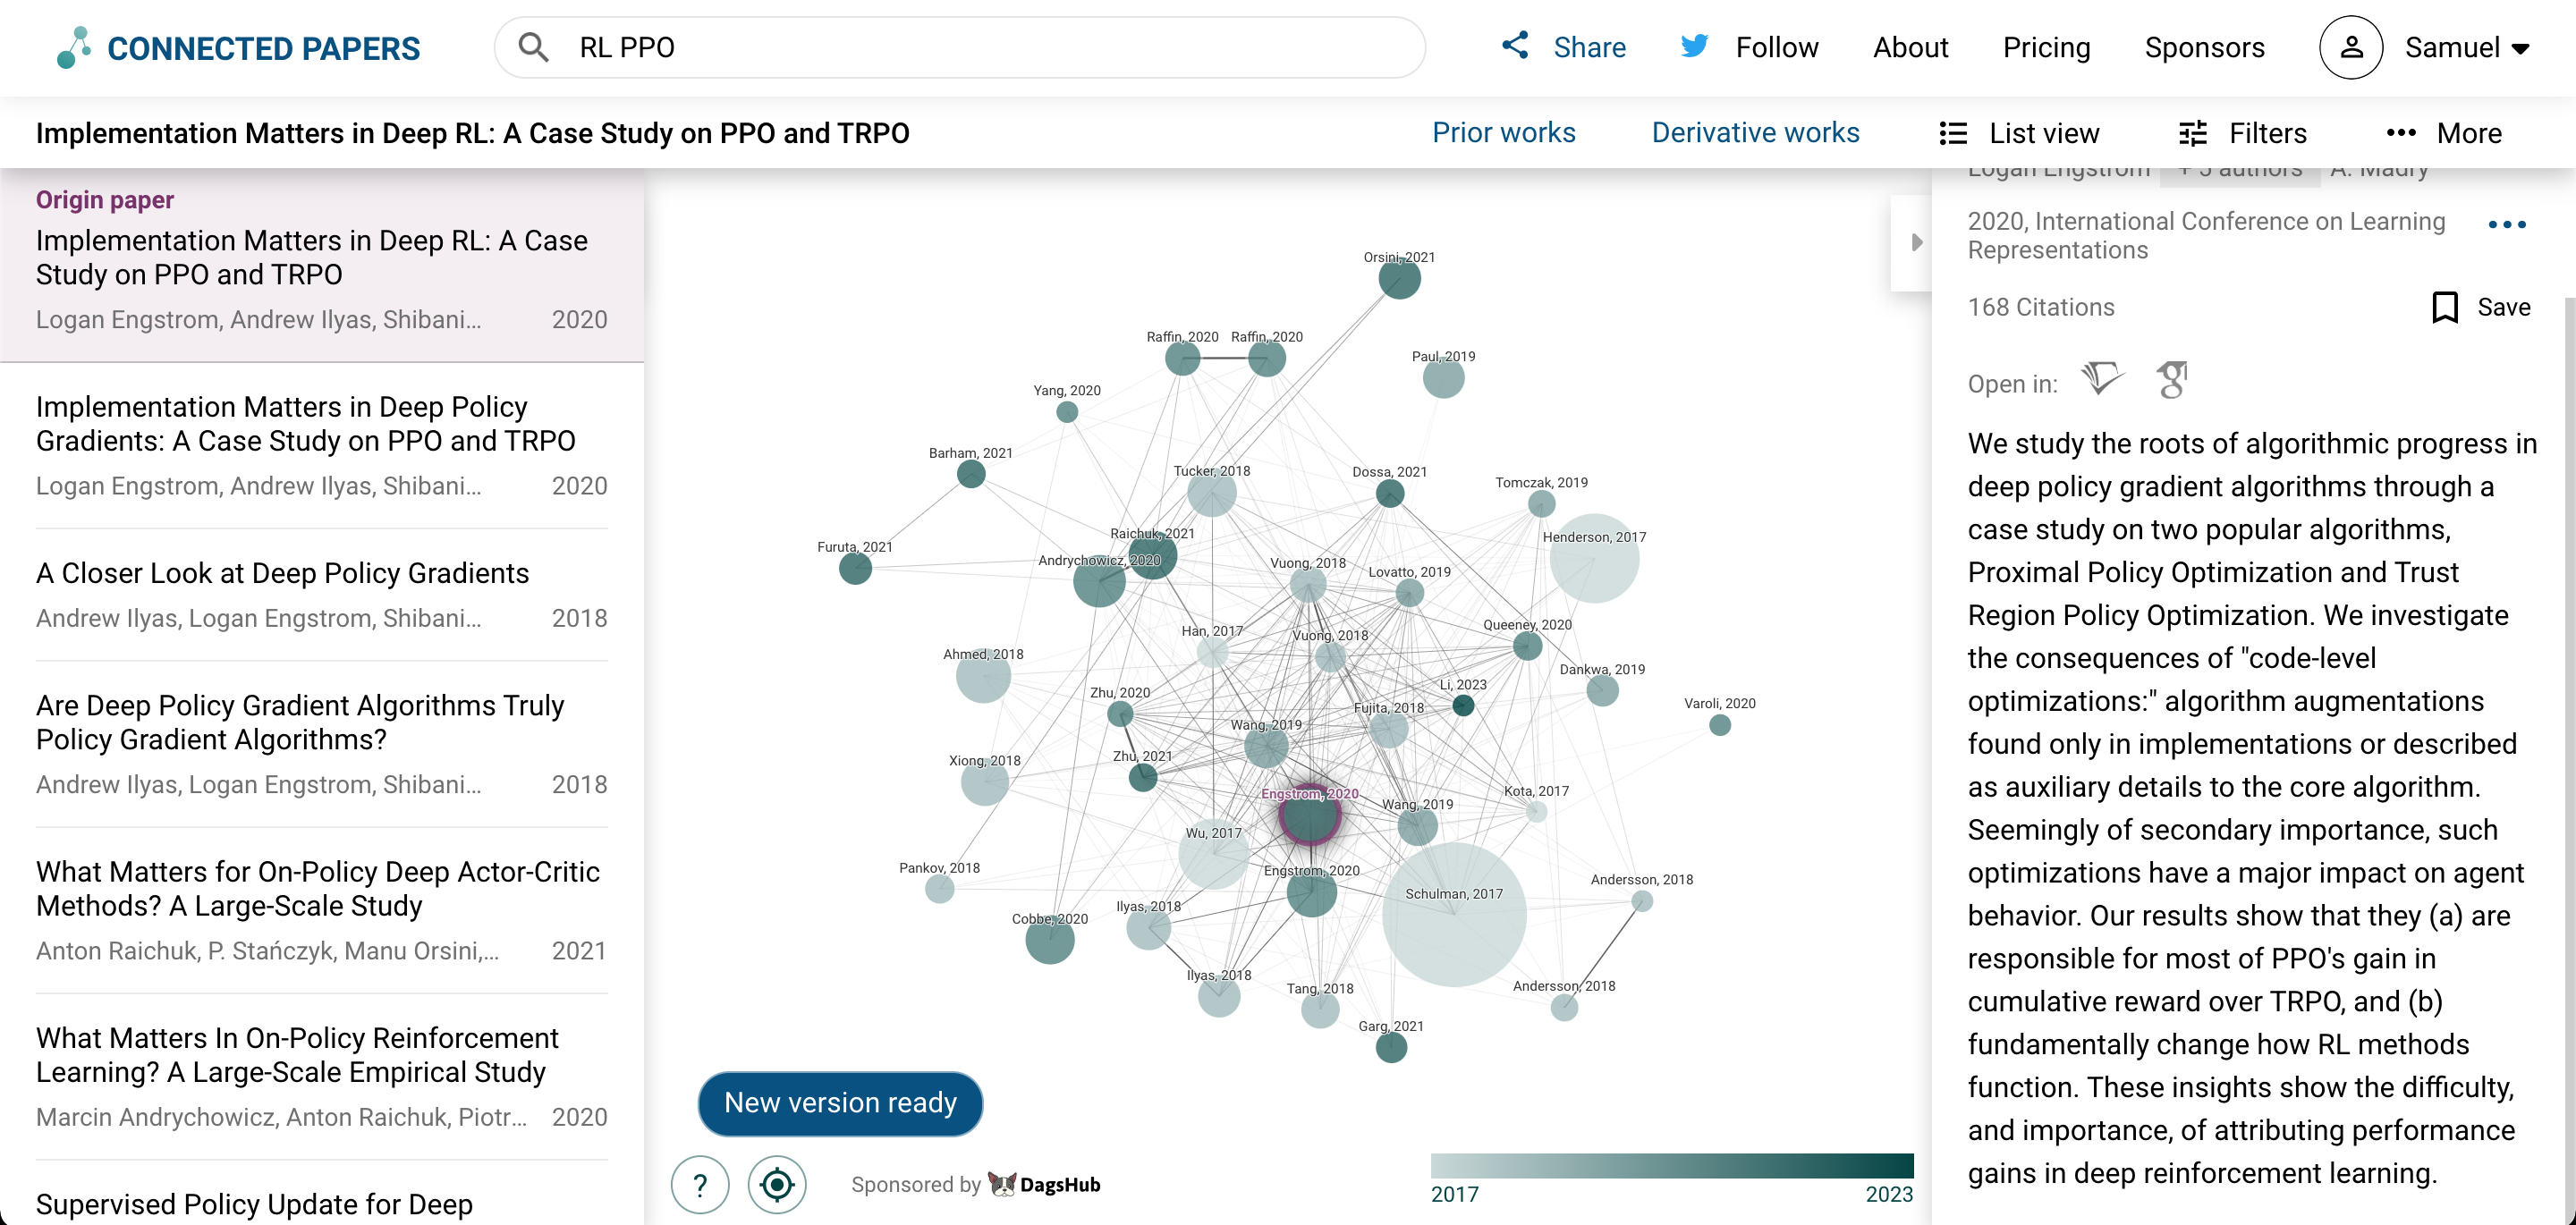 CONNECTED PAPERS
RL PPO
Share
Follow
About
Pricing
Sponsors
Samuel
Implementation Matters in Deep RL: A Case Study on PPO and TRPO
Prior works
Derivative works
List view
Filters
More
Origin paper
Implementation Matters in Deep RL: A Case
Study on PPO and TRPO
Logan Engstrom, Andrew Ilyas, Shibani... 2020
Implementation Matters in Deep Policy
Gradients: A Case Study on PPO and TRPO
Logan Engstrom, Andrew Ilyas, Shibani... 2020
A Closer Look at Deep Policy Gradients
Andrew Ilyas, Logan Engstrom, Shibani... 2018
Are Deep Policy Gradient Algorithms Truly
Policy Gradient Algorithms?
Andrew Ilyas, Logan Engstrom, Shibani... 2018
What Matters for On-Policy Deep Actor-Critic
Methods? A Large-Scale Study
Anton Raichuk, P. Stańczyk, Manu Orsini,... 2021
What Matters In On-Policy Reinforcement
Learning? A Large-Scale Empirical Study
Marcin Andrychowicz, Anton Raichuk, Piotr... 2020
Supervised Policy Update for Deep
Orsini, 2021
Raffin, 2020
Raffin, 2020
Paul, 2019
Yang, 2020
Barham, 2021
Tucker, 2018
Dossa, 2021
Tomczak, 2019
Raichuk, 2021
Henderson, 2017
Furuta, 2021
Andrychowicz, 2020
Vuong, 2018
Lovatto, 2019
Han, 2017
Vuong, 2018
Queeney, 2020
Ahmed, 2018
Dankwa, 2019
Zhu, 2020
Li, 2023
Varoli, 2020
Fujita, 2018
Wang, 2019
Zhu, 2021
Xiong, 2018
Engstrom, 2020
Kota, 2017
Wang, 2019
Wu, 2017
Pankov, 2018
Engstrom, 2020
Schulman, 2017
Andersson, 2018
Ilyas, 2018
Cobbe, 2020
Ilyas, 2018
Tang, 2018
Andersson, 2018
Garg, 2021
New version ready
?
Sponsored by DagsHub
2017
2023
Logan Engstrom + 5 authors A. Madry
2020, International Conference on Learning
Representations
168 Citations
Save
Open in:
We study the roots of algorithmic progress in
deep policy gradient algorithms through a
case study on two popular algorithms,
Proximal Policy Optimization and Trust
Region Policy Optimization. We investigate
the consequences of "code-level
optimizations:" algorithm augmentations
found only in implementations or described
as auxiliary details to the core algorithm.
Seemingly of secondary importance, such
optimizations have a major impact on agent
behavior. Our results show that they (a) are
responsible for most of PPO's gain in
cumulative reward over TRPO, and (b)
fundamentally change how RL methods
function. These insights show the difficulty,
and importance, of attributing performance
gains in deep reinforcement learning.